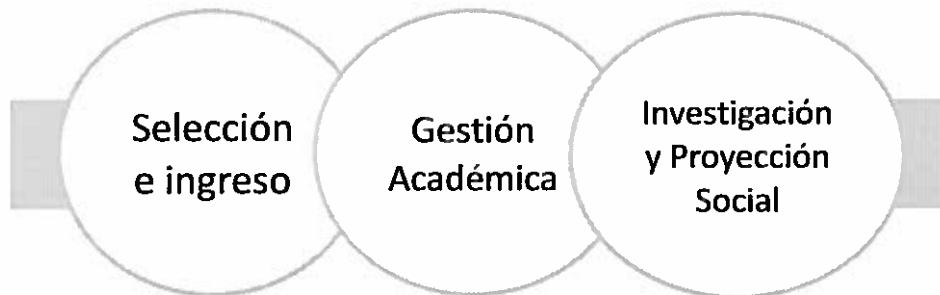 Selección
e ingreso
Gestión
Académica
Investigación
y Proyección
Social